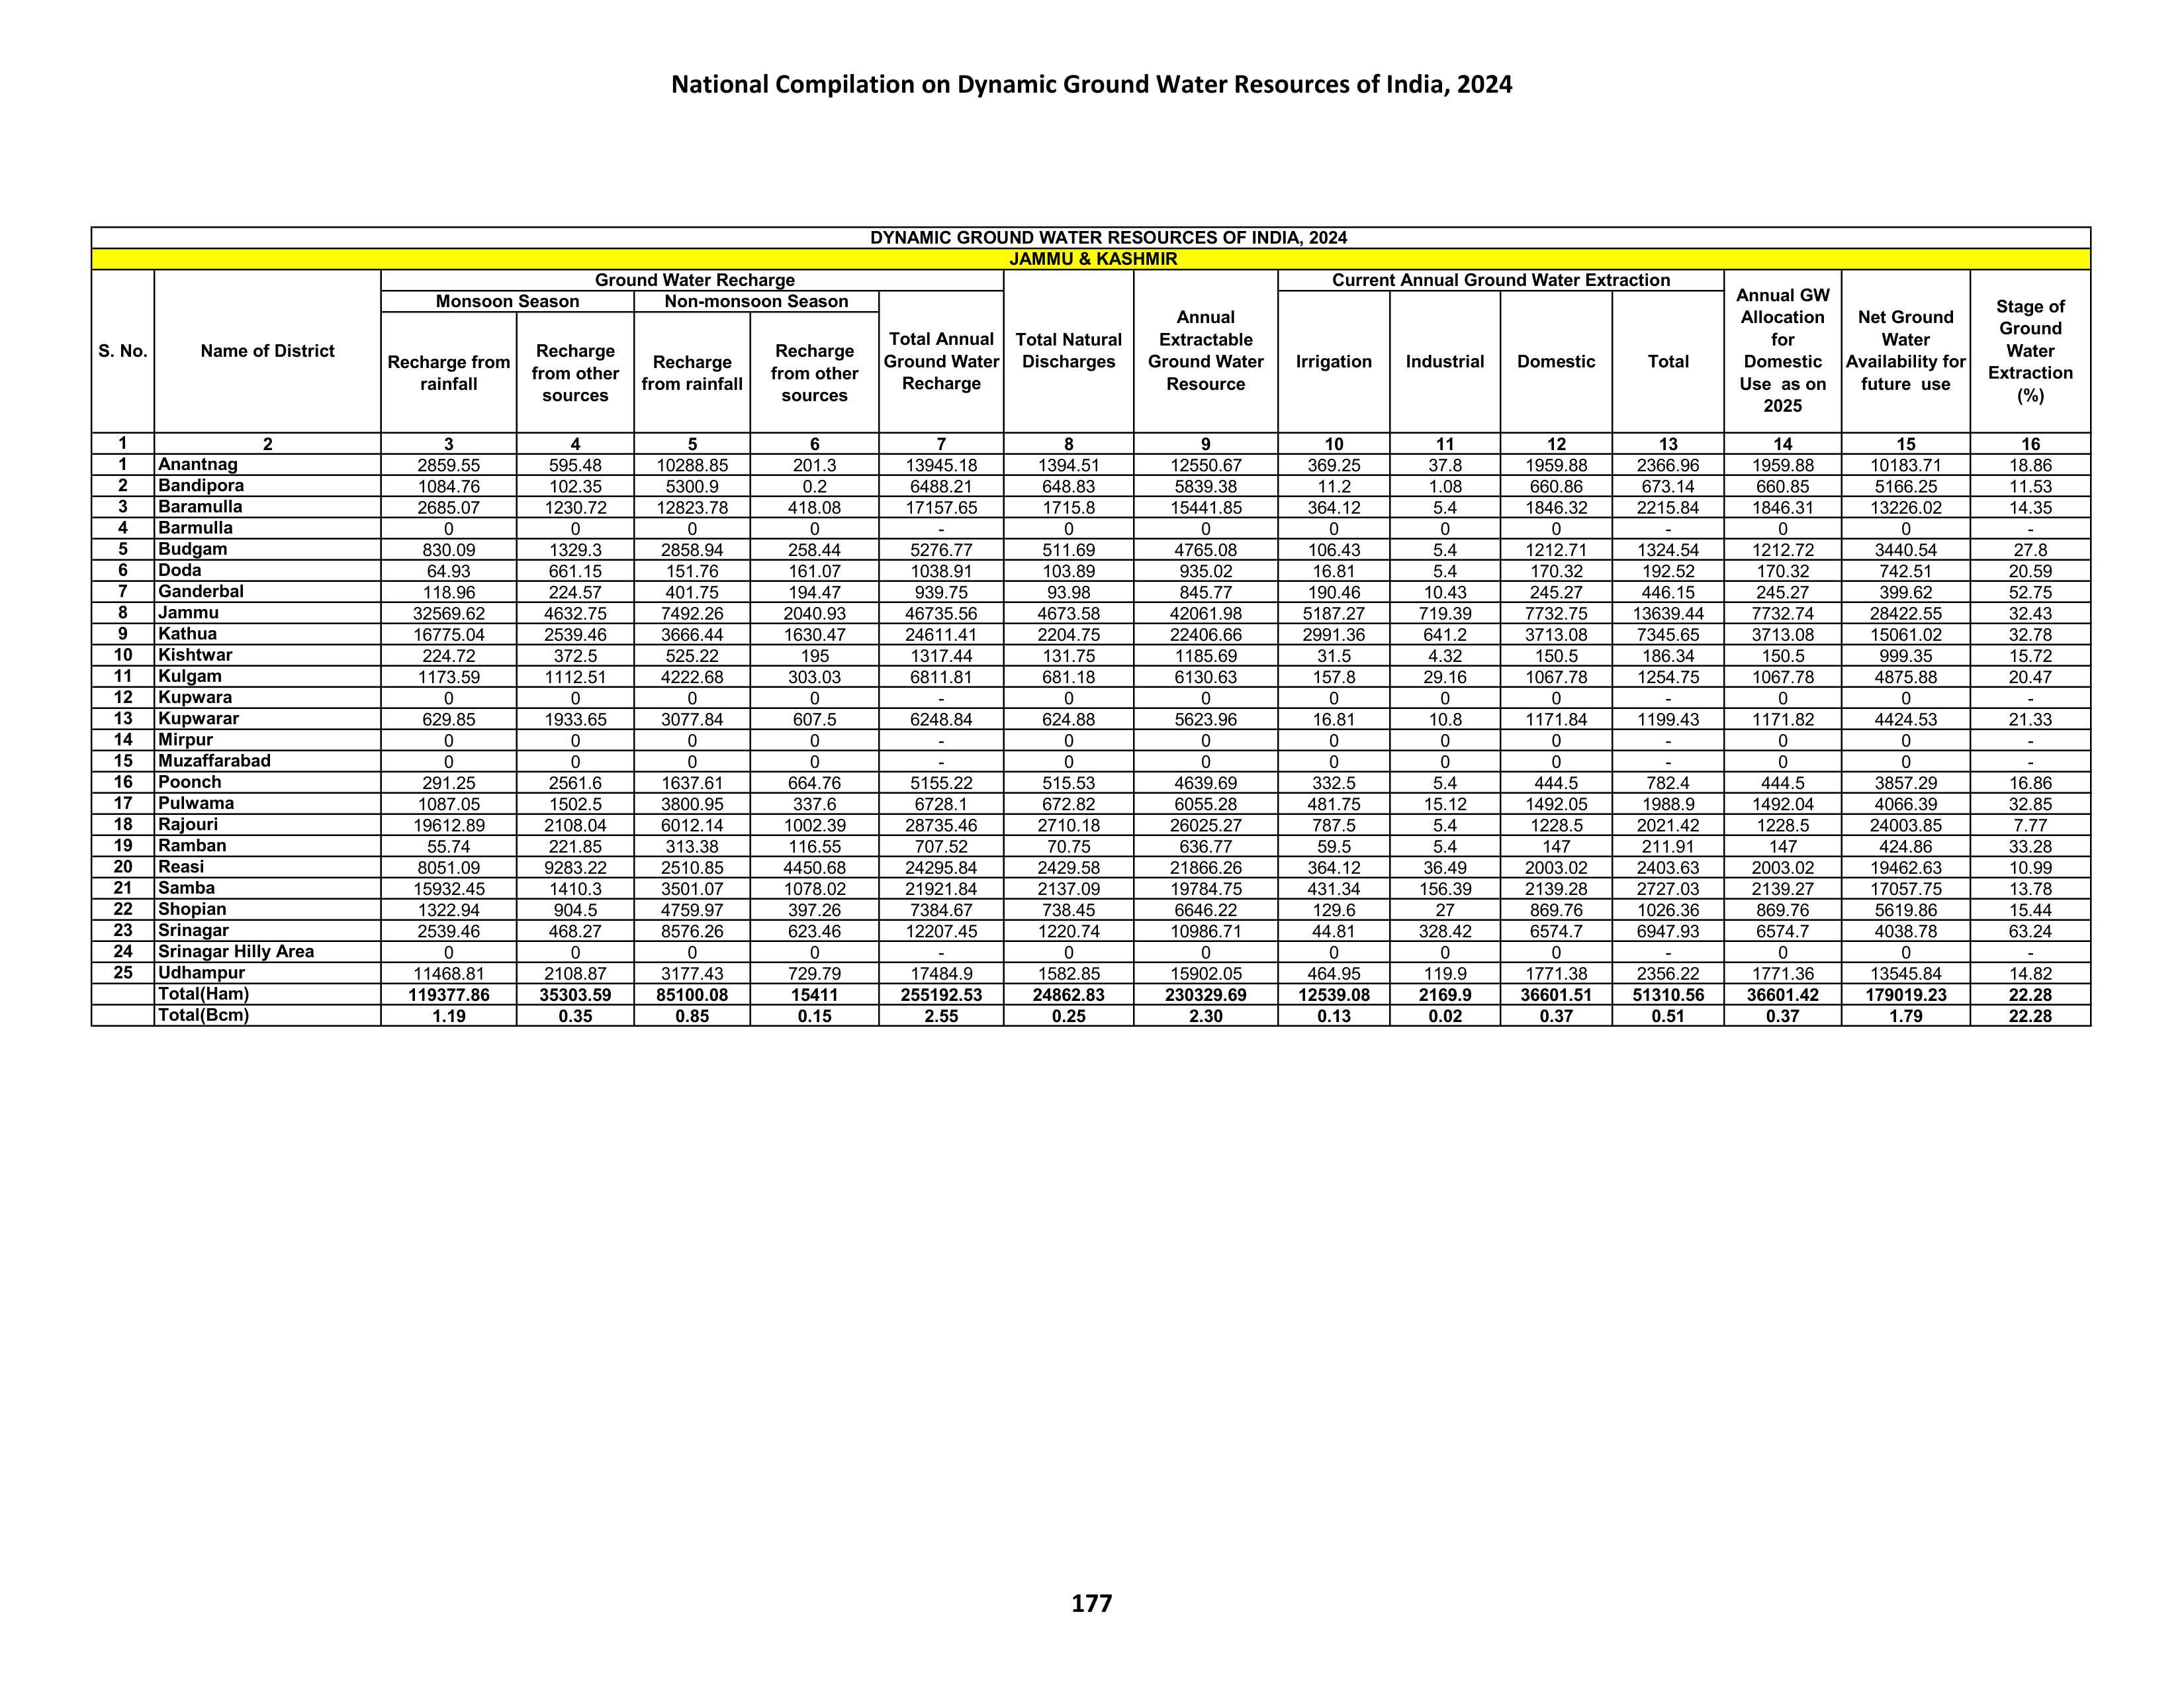 National Compilation on Dynamic Ground Water Resources of India, 2024
DYNAMIC GROUND WATER RESOURCES OF INDIA, 2024
JAMMU & KASHMIR
S. No. Name of District Ground Water Recharge Total Natural Discharges Annual Extractable Ground Water Resource Current Annual Ground Water Extraction Annual GW Allocation for Domestic Use as on 2025 Net Ground Water Availability for future use Stage of Ground Water Extraction (%)
Monsoon Season Non-monsoon Season Total Annual Ground Water Recharge Irrigation Industrial Domestic Total
Recharge from rainfall Recharge from other sources Recharge from rainfall Recharge from other sources
1 2 3 4 5 6 7 8 9 10 11 12 13 14 15 16
1 Anantnag 2859.55 595.48 10288.85 201.3 13945.18 1394.51 12550.67 369.25 37.8 1959.88 2366.96 1959.88 10183.71 18.86
2 Bandipora 1084.76 102.35 5300.9 0.2 6488.21 648.83 5839.38 11.2 1.08 660.86 673.14 660.85 5166.25 11.53
3 Baramulla 2685.07 1230.72 12823.78 418.08 17157.65 1715.8 15441.85 364.12 5.4 1846.32 2215.84 1846.31 13226.02 14.35
4 Barmulla 0 0 0 0 - 0 0 0 0 0 - 0 0 -
5 Budgam 830.09 1329.3 2858.94 258.44 5276.77 511.69 4765.08 106.43 5.4 1212.71 1324.54 1212.72 3440.54 27.8
6 Doda 64.93 661.15 151.76 161.07 1038.91 103.89 935.02 16.81 5.4 170.32 192.52 170.32 742.51 20.59
7 Ganderbal 118.96 224.57 401.75 194.47 939.75 93.98 845.77 190.46 10.43 245.27 446.15 245.27 399.62 52.75
8 Jammu 32569.62 4632.75 7492.26 2040.93 46735.56 4673.58 42061.98 5187.27 719.39 7732.75 13639.44 7732.74 28422.55 32.43
9 Kathua 16775.04 2539.46 3666.44 1630.47 24611.41 2204.75 22406.66 2991.36 641.2 3713.08 7345.65 3713.08 15061.02 32.78
10 Kishtwar 224.72 372.5 525.22 195 1317.44 131.75 1185.69 31.5 4.32 150.5 186.34 150.5 999.35 15.72
11 Kulgam 1173.59 1112.51 4222.68 303.03 6811.81 681.18 6130.63 157.8 29.16 1067.78 1254.75 1067.78 4875.88 20.47
12 Kupwara 0 0 0 0 - 0 0 0 0 0 - 0 0 -
13 Kupwarar 629.85 1933.65 3077.84 607.5 6248.84 624.88 5623.96 16.81 10.8 1171.84 1199.43 1171.82 4424.53 21.33
14 Mirpur 0 0 0 0 - 0 0 0 0 0 - 0 0 -
15 Muzaffarabad 0 0 0 0 - 0 0 0 0 0 - 0 0 -
16 Poonch 291.25 2561.6 1637.61 664.76 5155.22 515.53 4639.69 332.5 5.4 444.5 782.4 444.5 3857.29 16.86
17 Pulwama 1087.05 1502.5 3800.95 337.6 6728.1 672.82 6055.28 481.75 15.12 1492.05 1988.9 1492.04 4066.39 32.85
18 Rajouri 19612.89 2108.04 6012.14 1002.39 28735.46 2710.18 26025.27 787.5 5.4 1228.5 2021.42 1228.5 24003.85 7.77
19 Ramban 55.74 221.85 313.38 116.55 707.52 70.75 636.77 59.5 5.4 147 211.91 147 424.86 33.28
20 Reasi 8051.09 9283.22 2510.85 4450.68 24295.84 2429.58 21866.26 364.12 36.49 2003.02 2403.63 2003.02 19462.63 10.99
21 Samba 15932.45 1410.3 3501.07 1078.02 21921.84 2137.09 19784.75 431.34 156.39 2139.28 2727.03 2139.27 17057.75 13.78
22 Shopian 1322.94 904.5 4759.97 397.26 7384.67 738.45 6646.22 129.6 27 869.76 1026.36 869.76 5619.86 15.44
23 Srinagar 2539.46 468.27 8576.26 623.46 12207.45 1220.74 10986.71 44.81 328.42 6574.7 6947.93 6574.7 4038.78 63.24
24 Srinagar Hilly Area 0 0 0 0 - 0 0 0 0 0 - 0 0 -
25 Udhampur 11468.81 2108.87 3177.43 729.79 17484.9 1582.85 15902.05 464.95 119.9 1771.38 2356.22 1771.36 13545.84 14.82
Total(Ham) 119377.86 35303.59 85100.08 15411 255192.53 24862.83 230329.69 12539.08 2169.9 36601.51 51310.56 36601.42 179019.23 22.28
Total(Bcm) 1.19 0.35 0.85 0.15 2.55 0.25 2.30 0.13 0.02 0.37 0.51 0.37 1.79 22.28
177